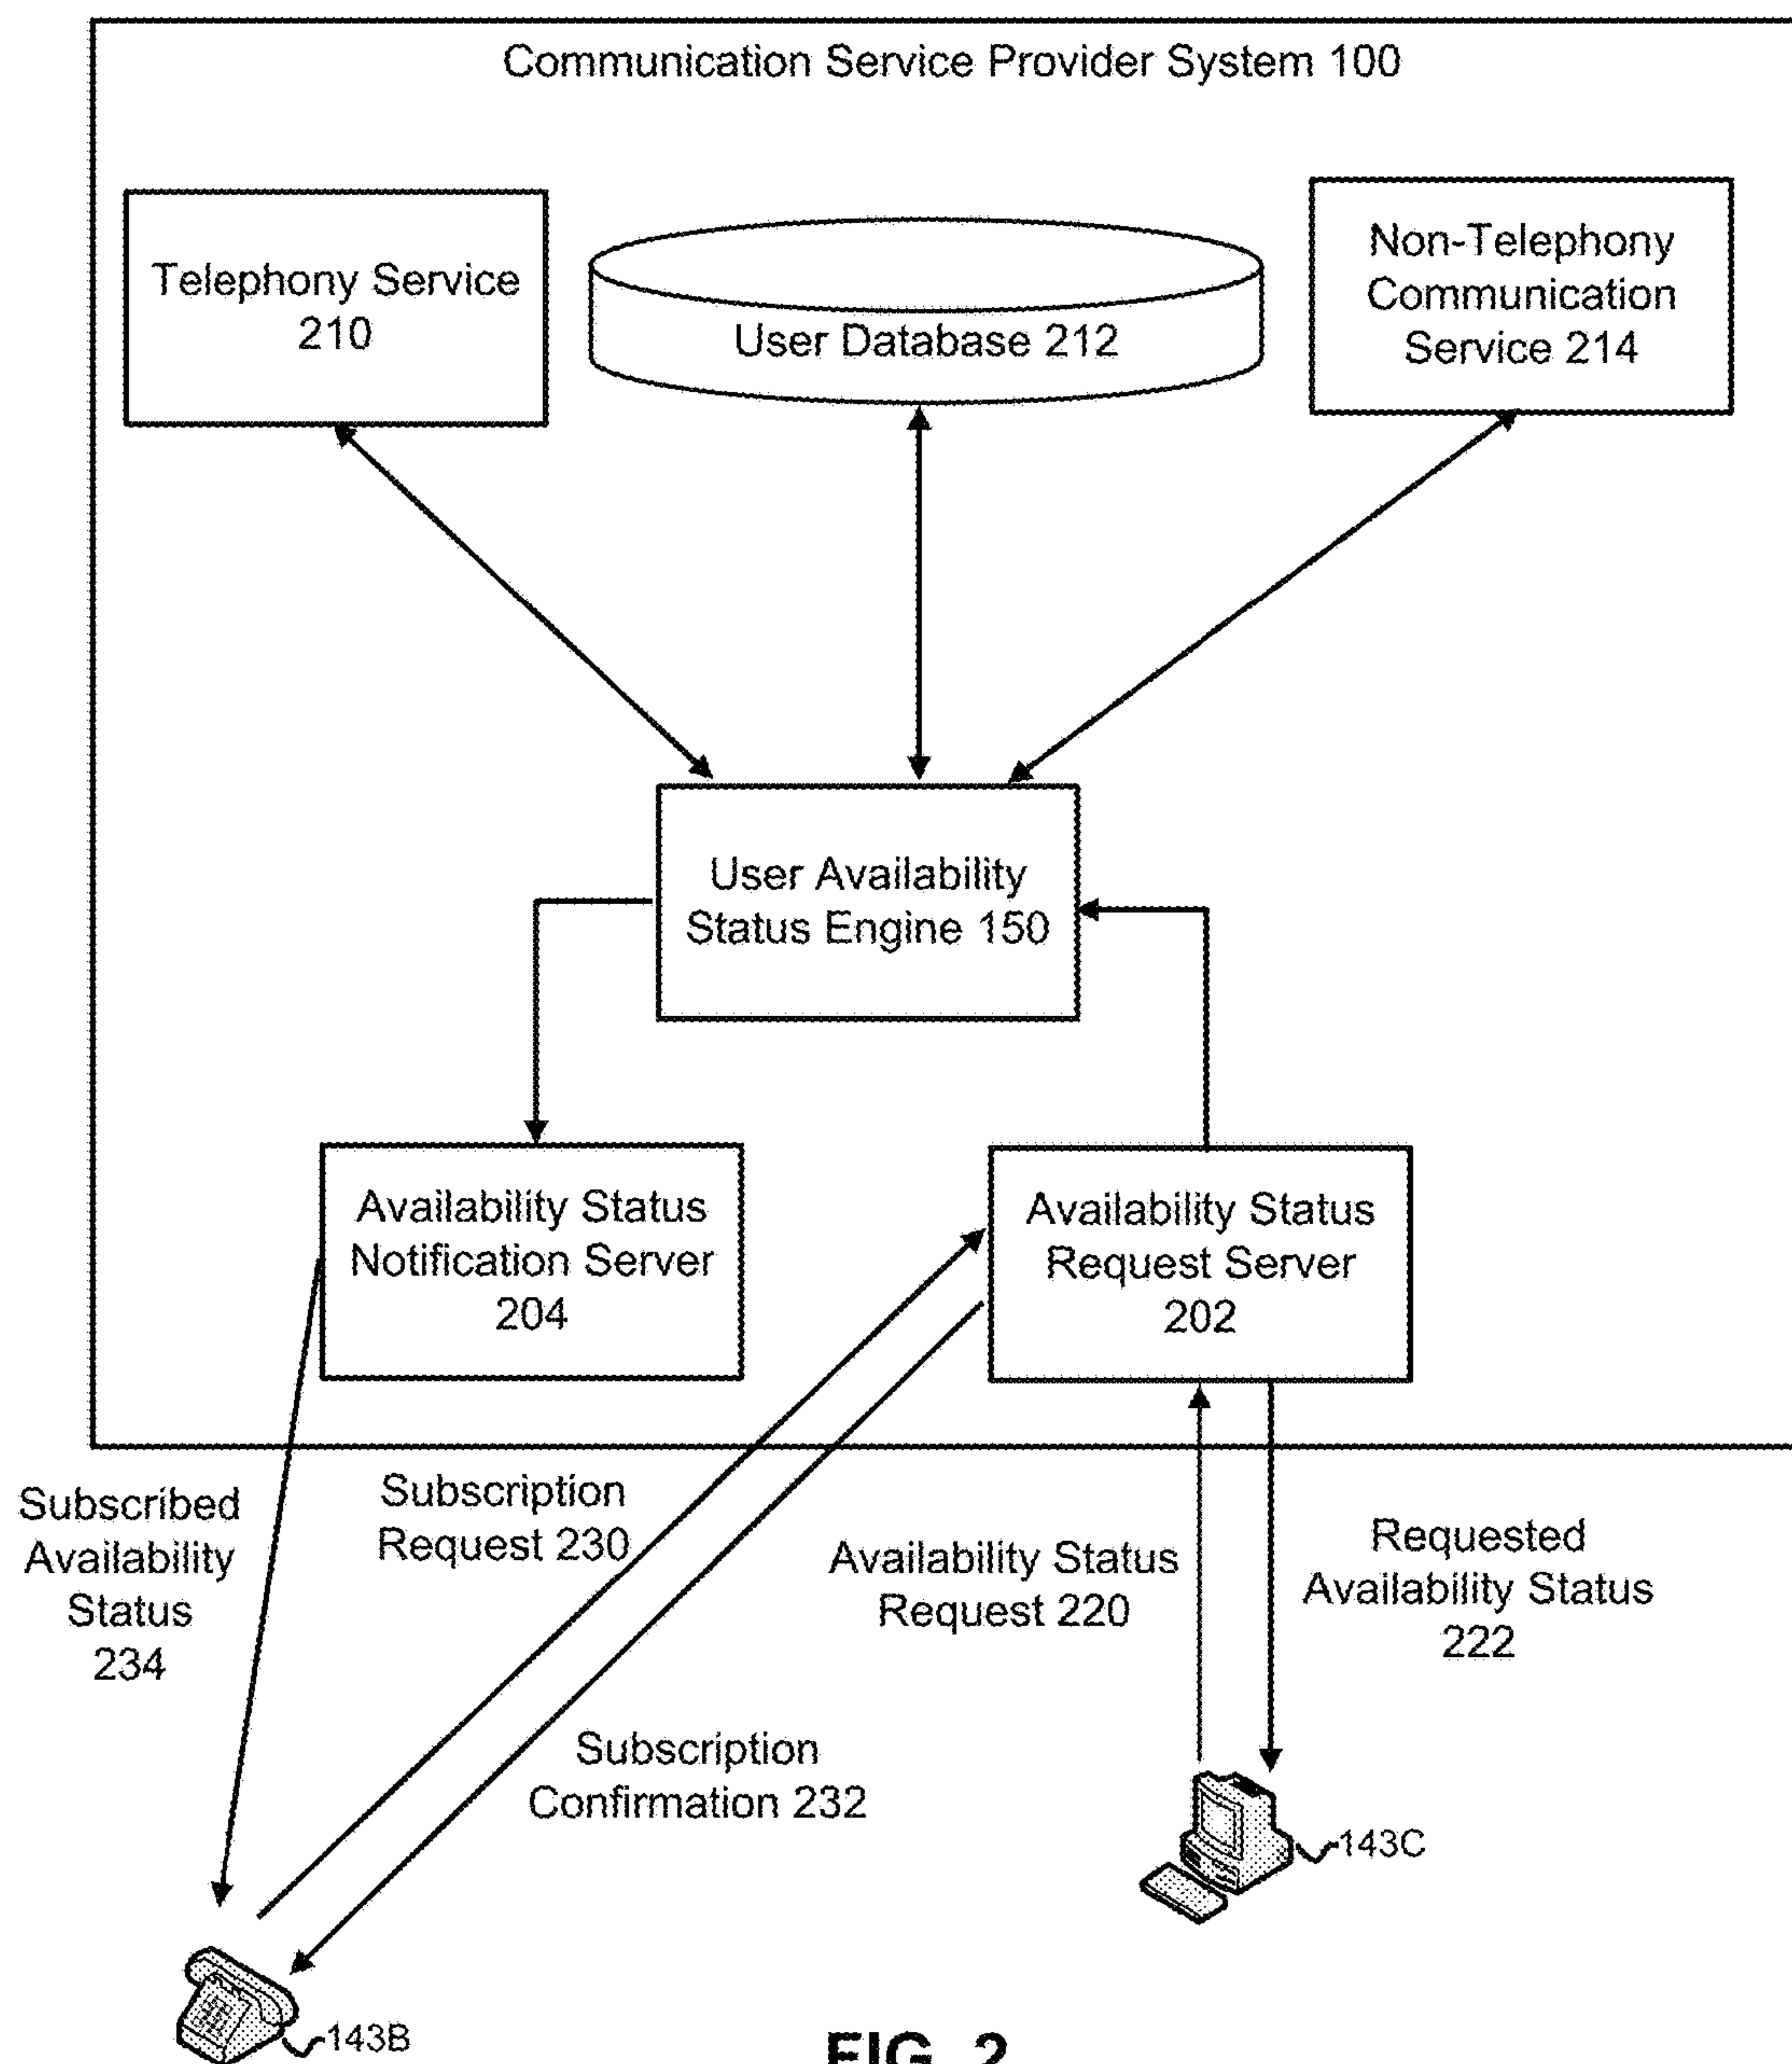 Communication Service Provider System 100
Telephony Service
210
User Database 212
Non-Telephony
Communication
Service 214
User Availability
Status Engine 150
Availability Status
Notification Server
204
Availability Status
Request Server
202
Subscribed
Availability
Status
234
Subscription
Request 230
Availability Status
Request 220
Requested
Availability Status
222
Subscription
Confirmation 232
143C
143B
FIG. 2